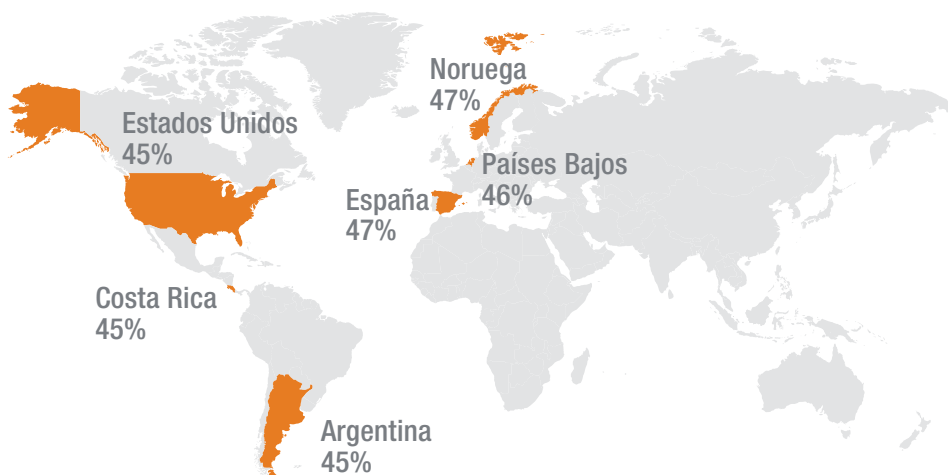 Noruega
47%
Estados Unidos
45%
Países Bajos
46%
España
47%
Costa Rica
45%
Argentina
45%